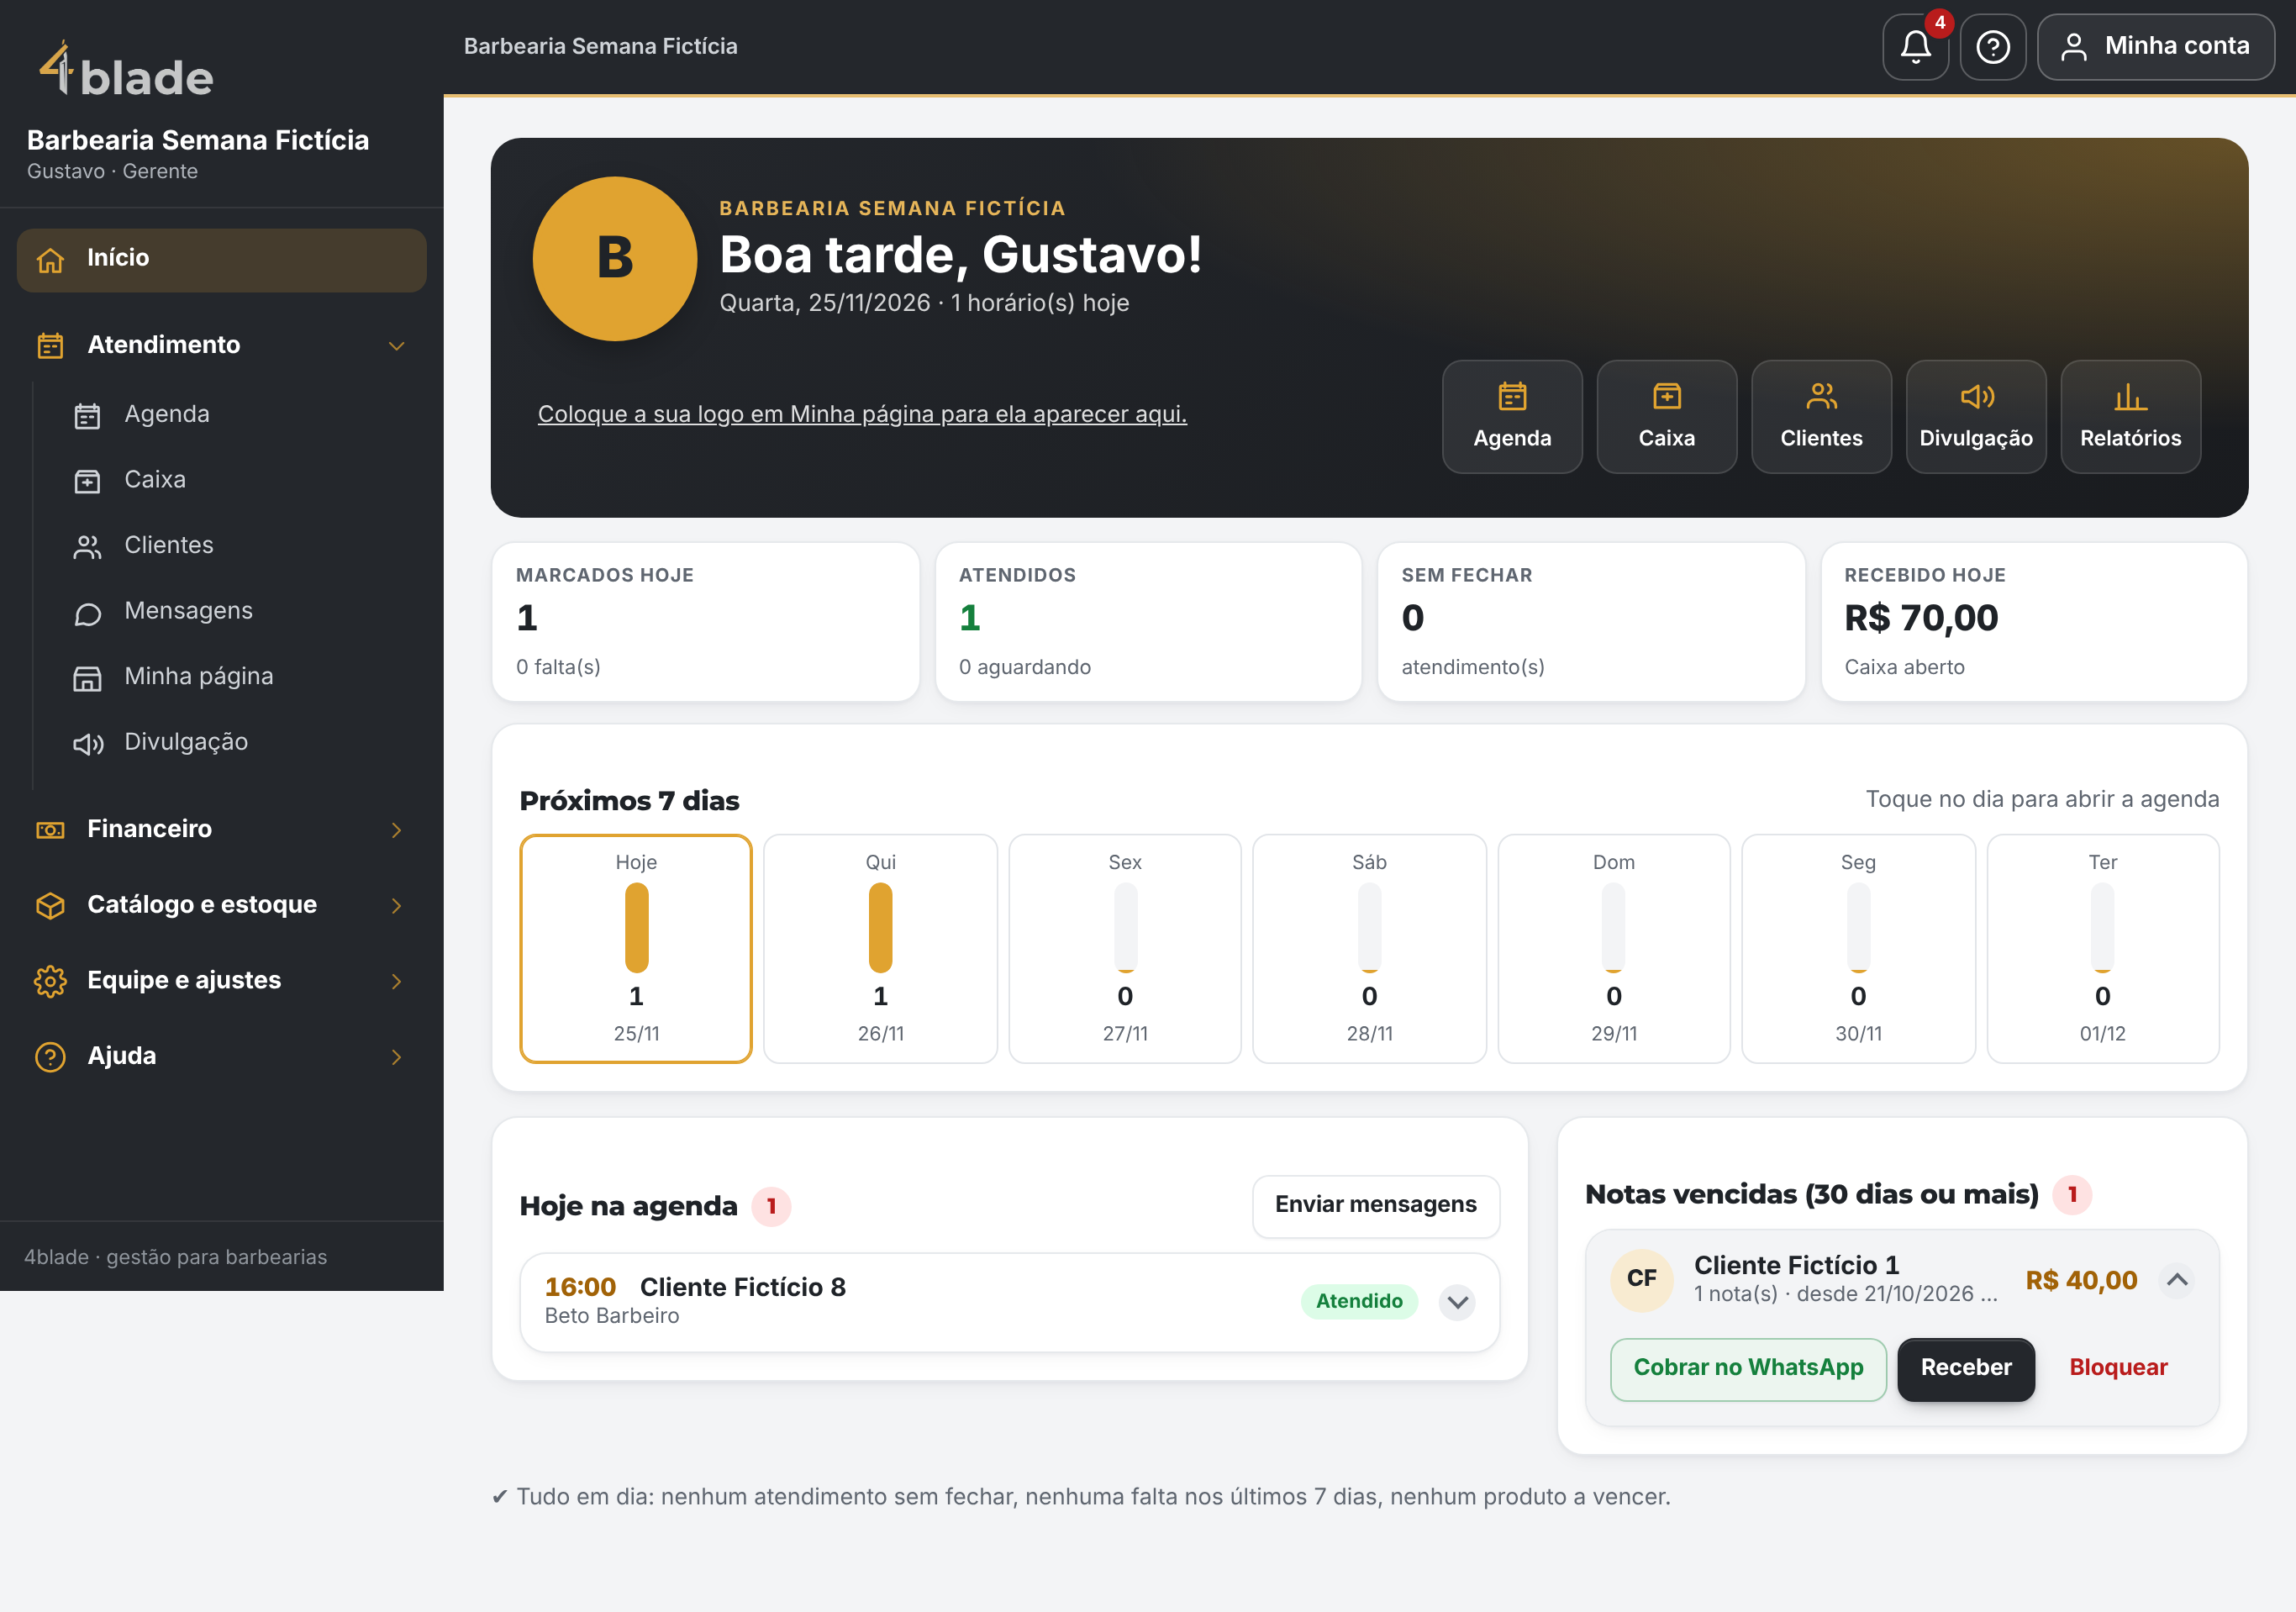 4blade
Barbearia Semana Fictícia
Gustavo · Gerente
Início
Atendimento
Agenda
Caixa
Clientes
Mensagens
Minha página
Divulgação
Financeiro
Catálogo e estoque
Equipe e ajustes
Ajuda
4blade · gestão para barbearias
Barbearia Semana Fictícia
4
Minha conta
B
BARBEARIA SEMANA FICTÍCIA
Boa tarde, Gustavo!
Quarta, 25/11/2026 · 1 horário(s) hoje
Coloque a sua logo em Minha página para ela aparecer aqui.
Agenda
Caixa
Clientes
Divulgação
Relatórios
MARCADOS HOJE
1
0 falta(s)
ATENDIDOS
1
0 aguardando
SEM FECHAR
0
atendimento(s)
RECEBIDO HOJE
R$ 70,00
Caixa aberto
Próximos 7 dias
Toque no dia para abrir a agenda
Hoje
1
25/11
Qui
1
26/11
Sex
0
27/11
Sáb
0
28/11
Dom
0
29/11
Seg
0
30/11
Ter
0
01/12
Hoje na agenda 1
Enviar mensagens
16:00 Cliente Fictício 8
Beto Barbeiro
Atendido
Notas vencidas (30 dias ou mais) 1
CF
Cliente Fictício 1
1 nota(s) · desde 21/10/2026 ...
R$ 40,00
Cobrar no WhatsApp
Receber
Bloquear
✔ Tudo em dia: nenhum atendimento sem fechar, nenhuma falta nos últimos 7 dias, nenhum produto a vencer.